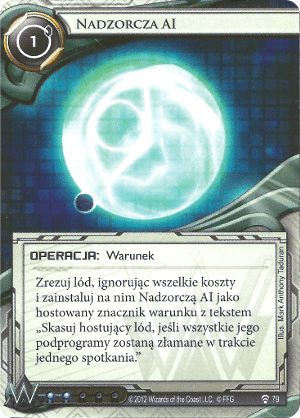 Nadzorcza AI
1
OPERACJA: Warunek
Zrezuj lód, ignorując wszelkie koszty
i zainstaluj na nim Nadzorczą AI jako
hostowany znacznik warunku z tekstem
„Skasuj hostujący lód, jeśli wszystkie jego
podprogramy zostaną złamane w trakcie
jednego spotkania.”
Illus. Mark Anthony Taduran
©2012 Wizards of the Coast LLC. ©FFG
79